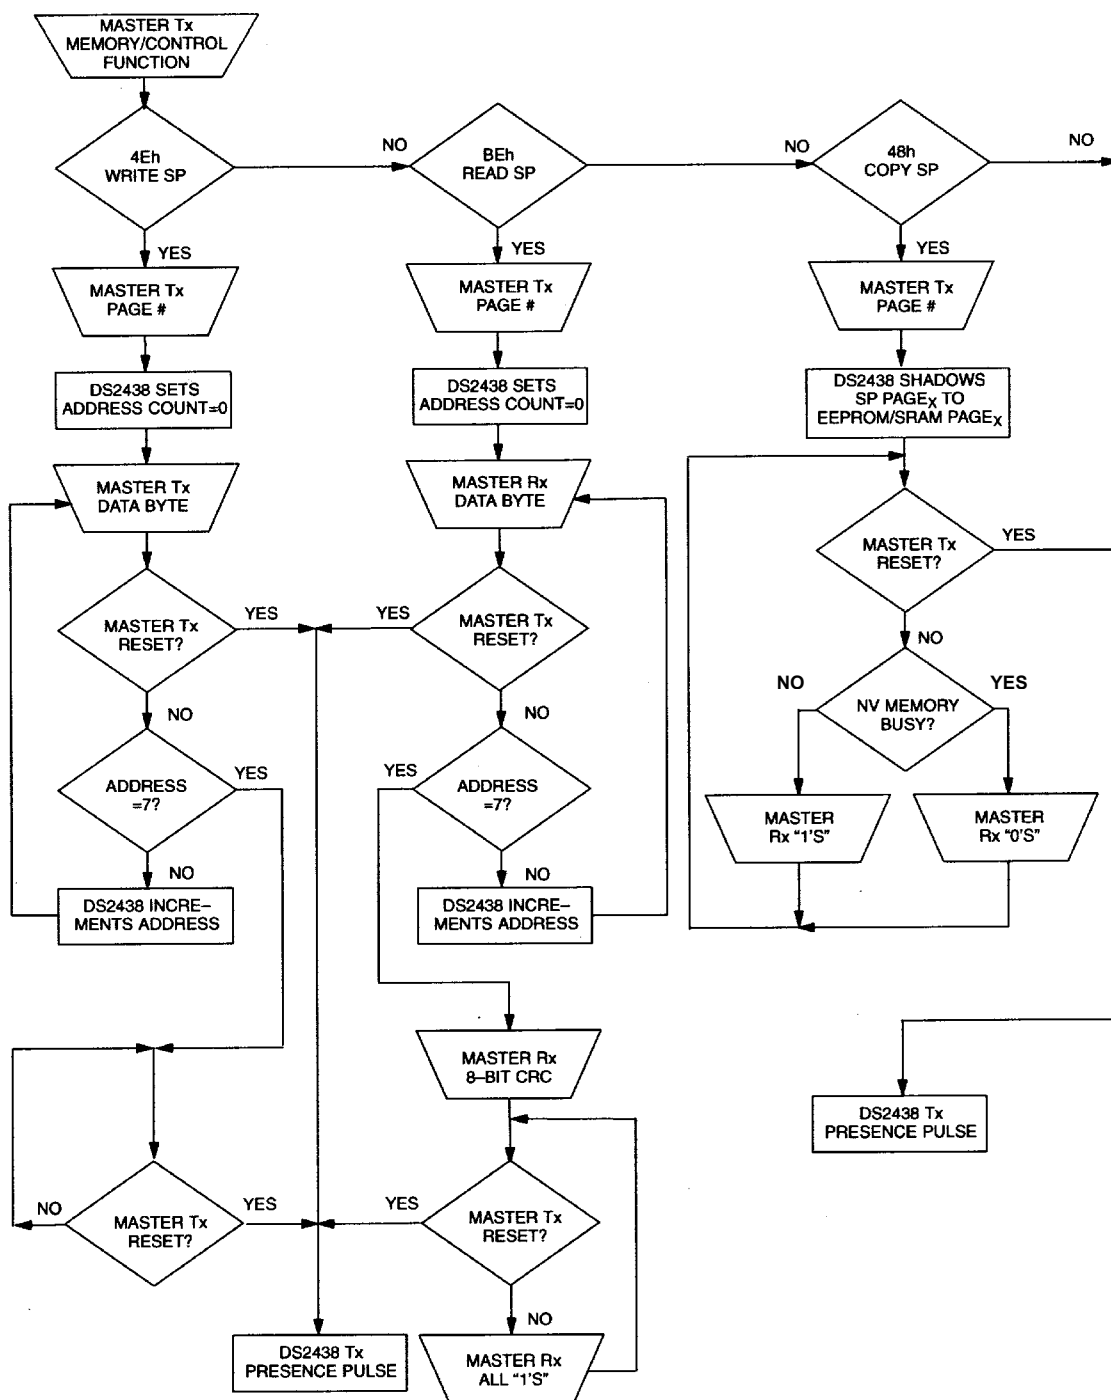 MASTER Tx
MEMORY/CONTROL
FUNCTION
4Eh
WRITE SP
NO
BEh
READ SP
NO
48h
COPY SP
NO
YES
YES
YES
MASTER Tx
PAGE #
MASTER Tx
PAGE #
MASTER Tx
PAGE #
DS2438 SETS
ADDRESS COUNT=0
DS2438 SETS
ADDRESS COUNT=0
DS2438 SHADOWS
SP PAGEX TO
EEPROM/SRAM PAGEX
MASTER Tx
DATA BYTE
MASTER Rx
DATA BYTE
MASTER Tx
RESET?
YES
MASTER Tx
RESET?
YES
YES
MASTER Tx
RESET?
NO
NO
NO
NO
NV MEMORY
BUSY?
YES
ADDRESS
=7?
YES
YES
ADDRESS
=7?
MASTER
Rx “1’S”
MASTER
Rx “0’S”
NO
NO
DS2438 INCRE–
MENTS ADDRESS
DS2438 INCRE–
MENTS ADDRESS
MASTER Rx
8–BIT CRC
DS2438 Tx
PRESENCE PULSE
NO
MASTER Tx
RESET?
YES
YES
MASTER Tx
RESET?
NO
DS2438 Tx
PRESENCE PULSE
MASTER Rx
ALL “1’S”